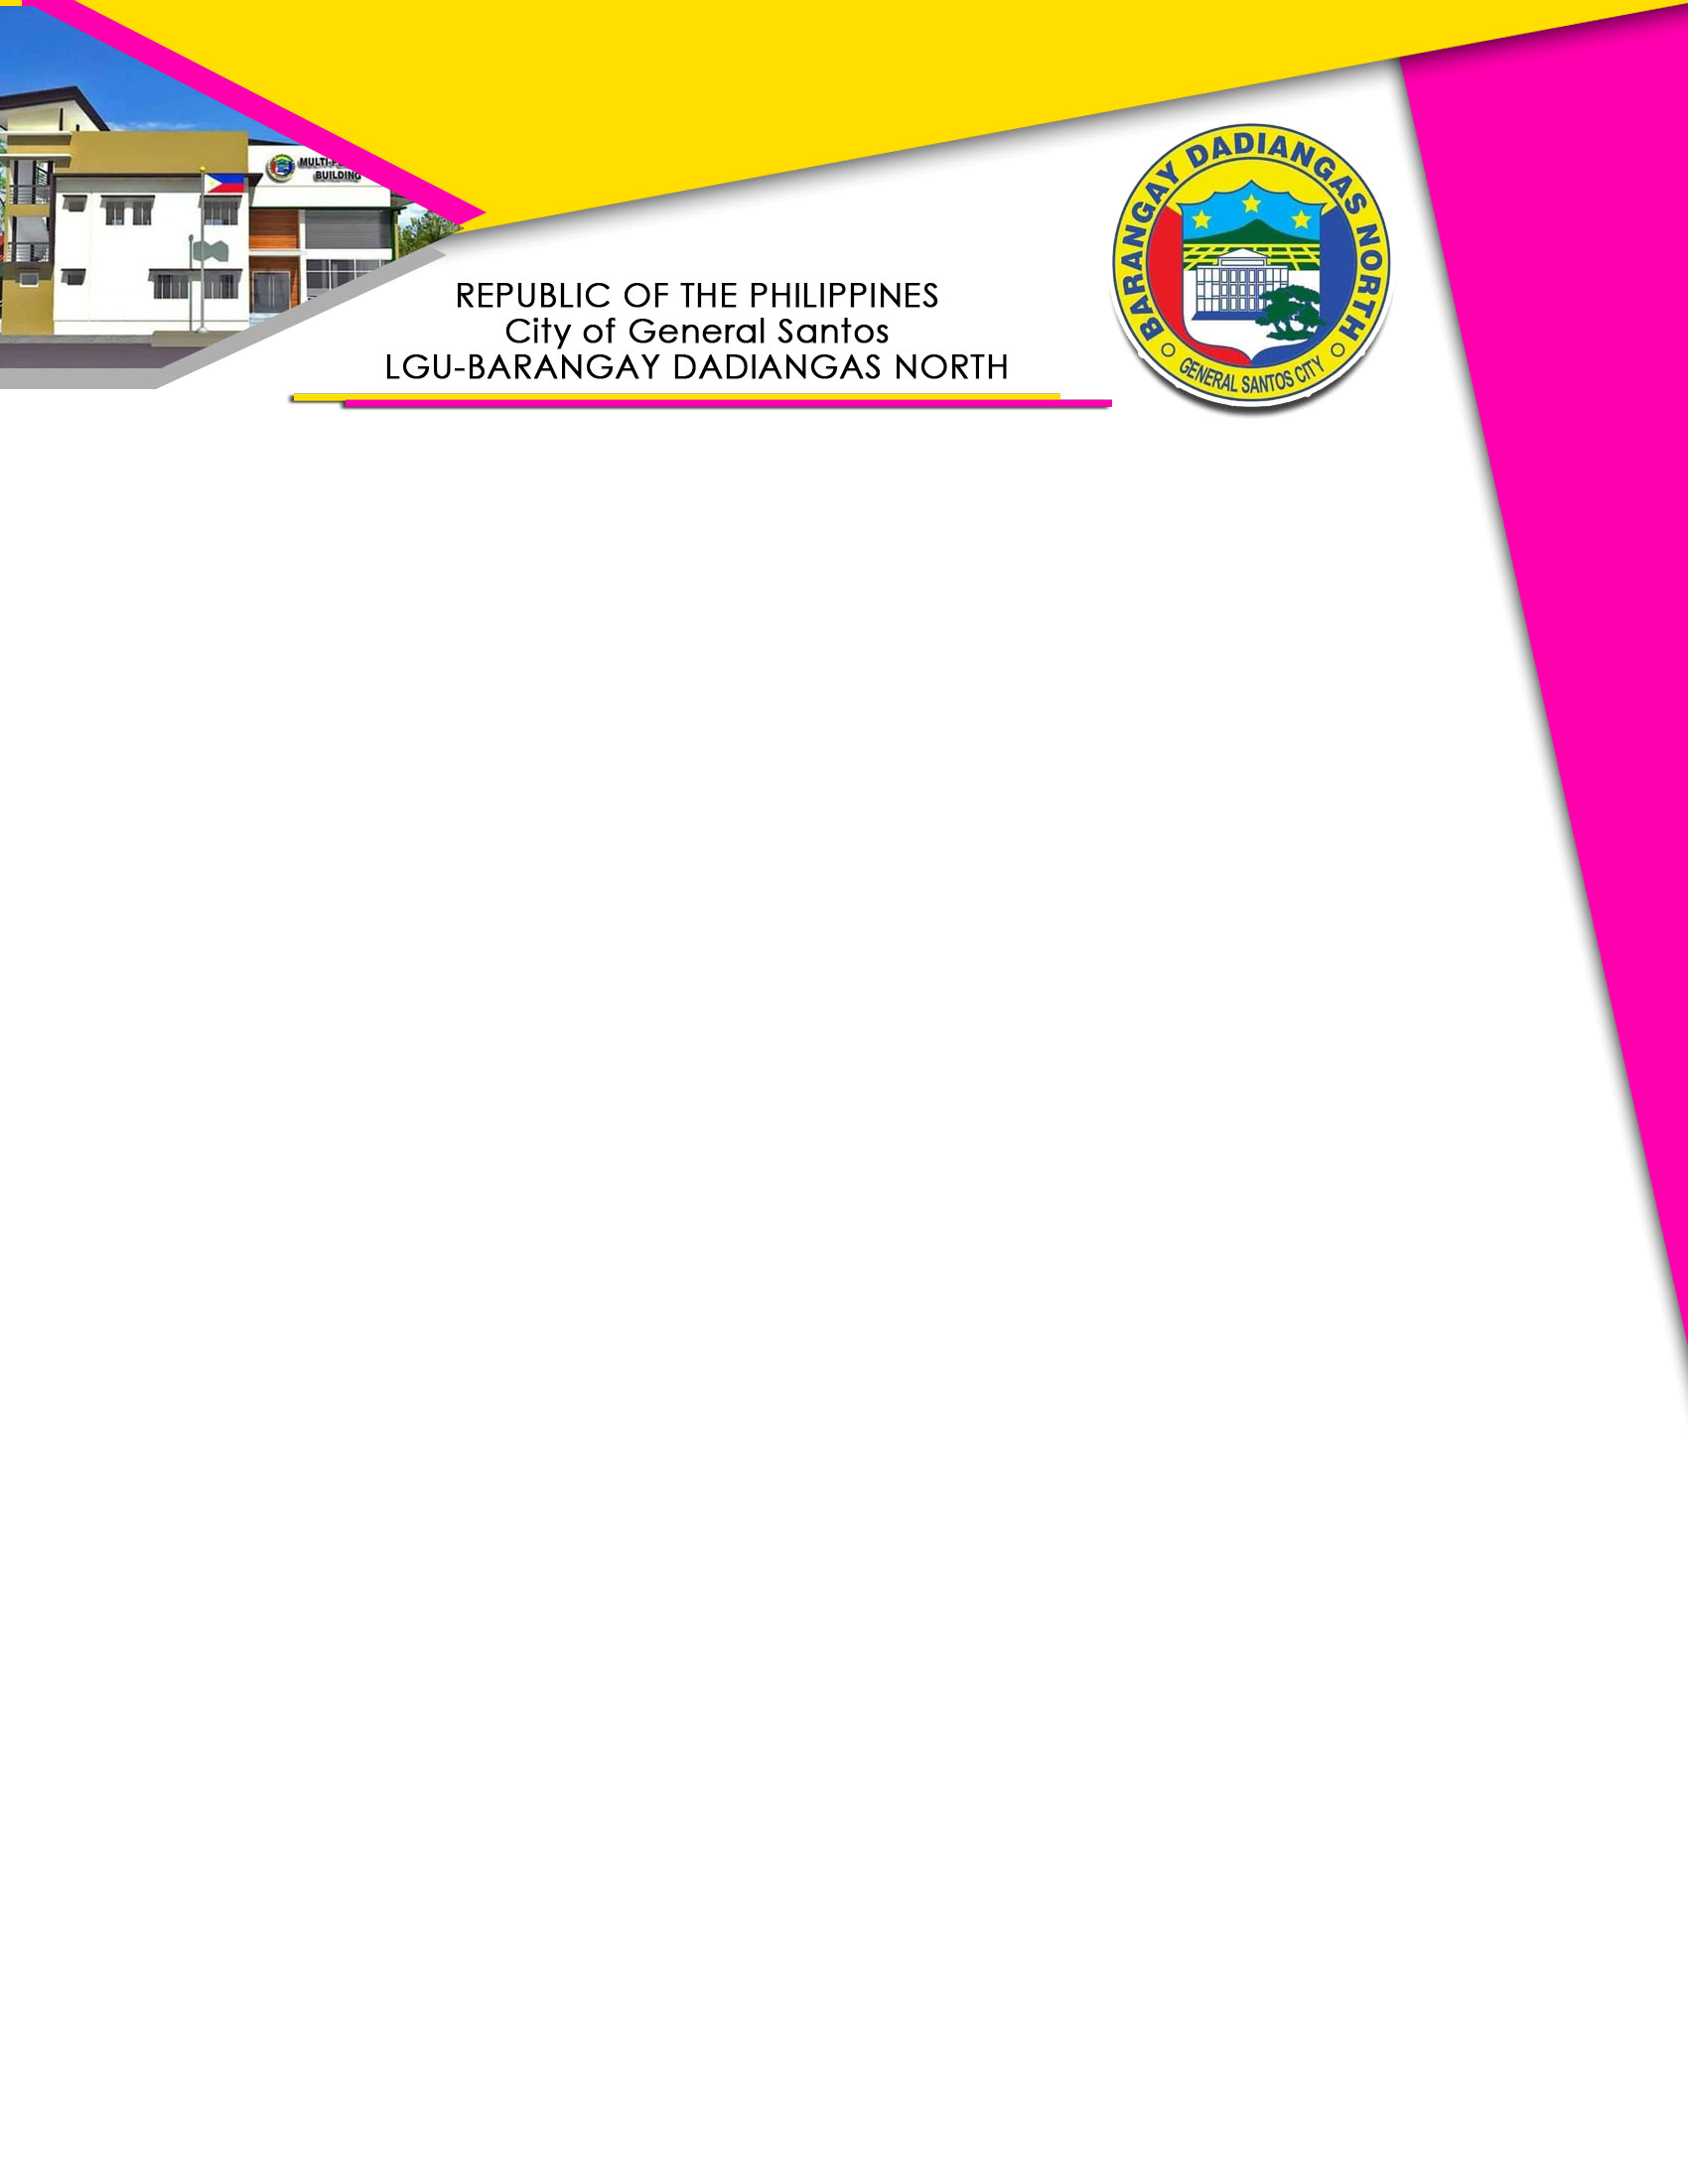 MULTI-P
BUILDING
REPUBLIC OF THE PHILIPPINES
City of General Santos
LGU-BARANGAY DADIANGAS NORTH
BARANGAY DADIANGAS NORTH
GENERAL SANTOS CITY